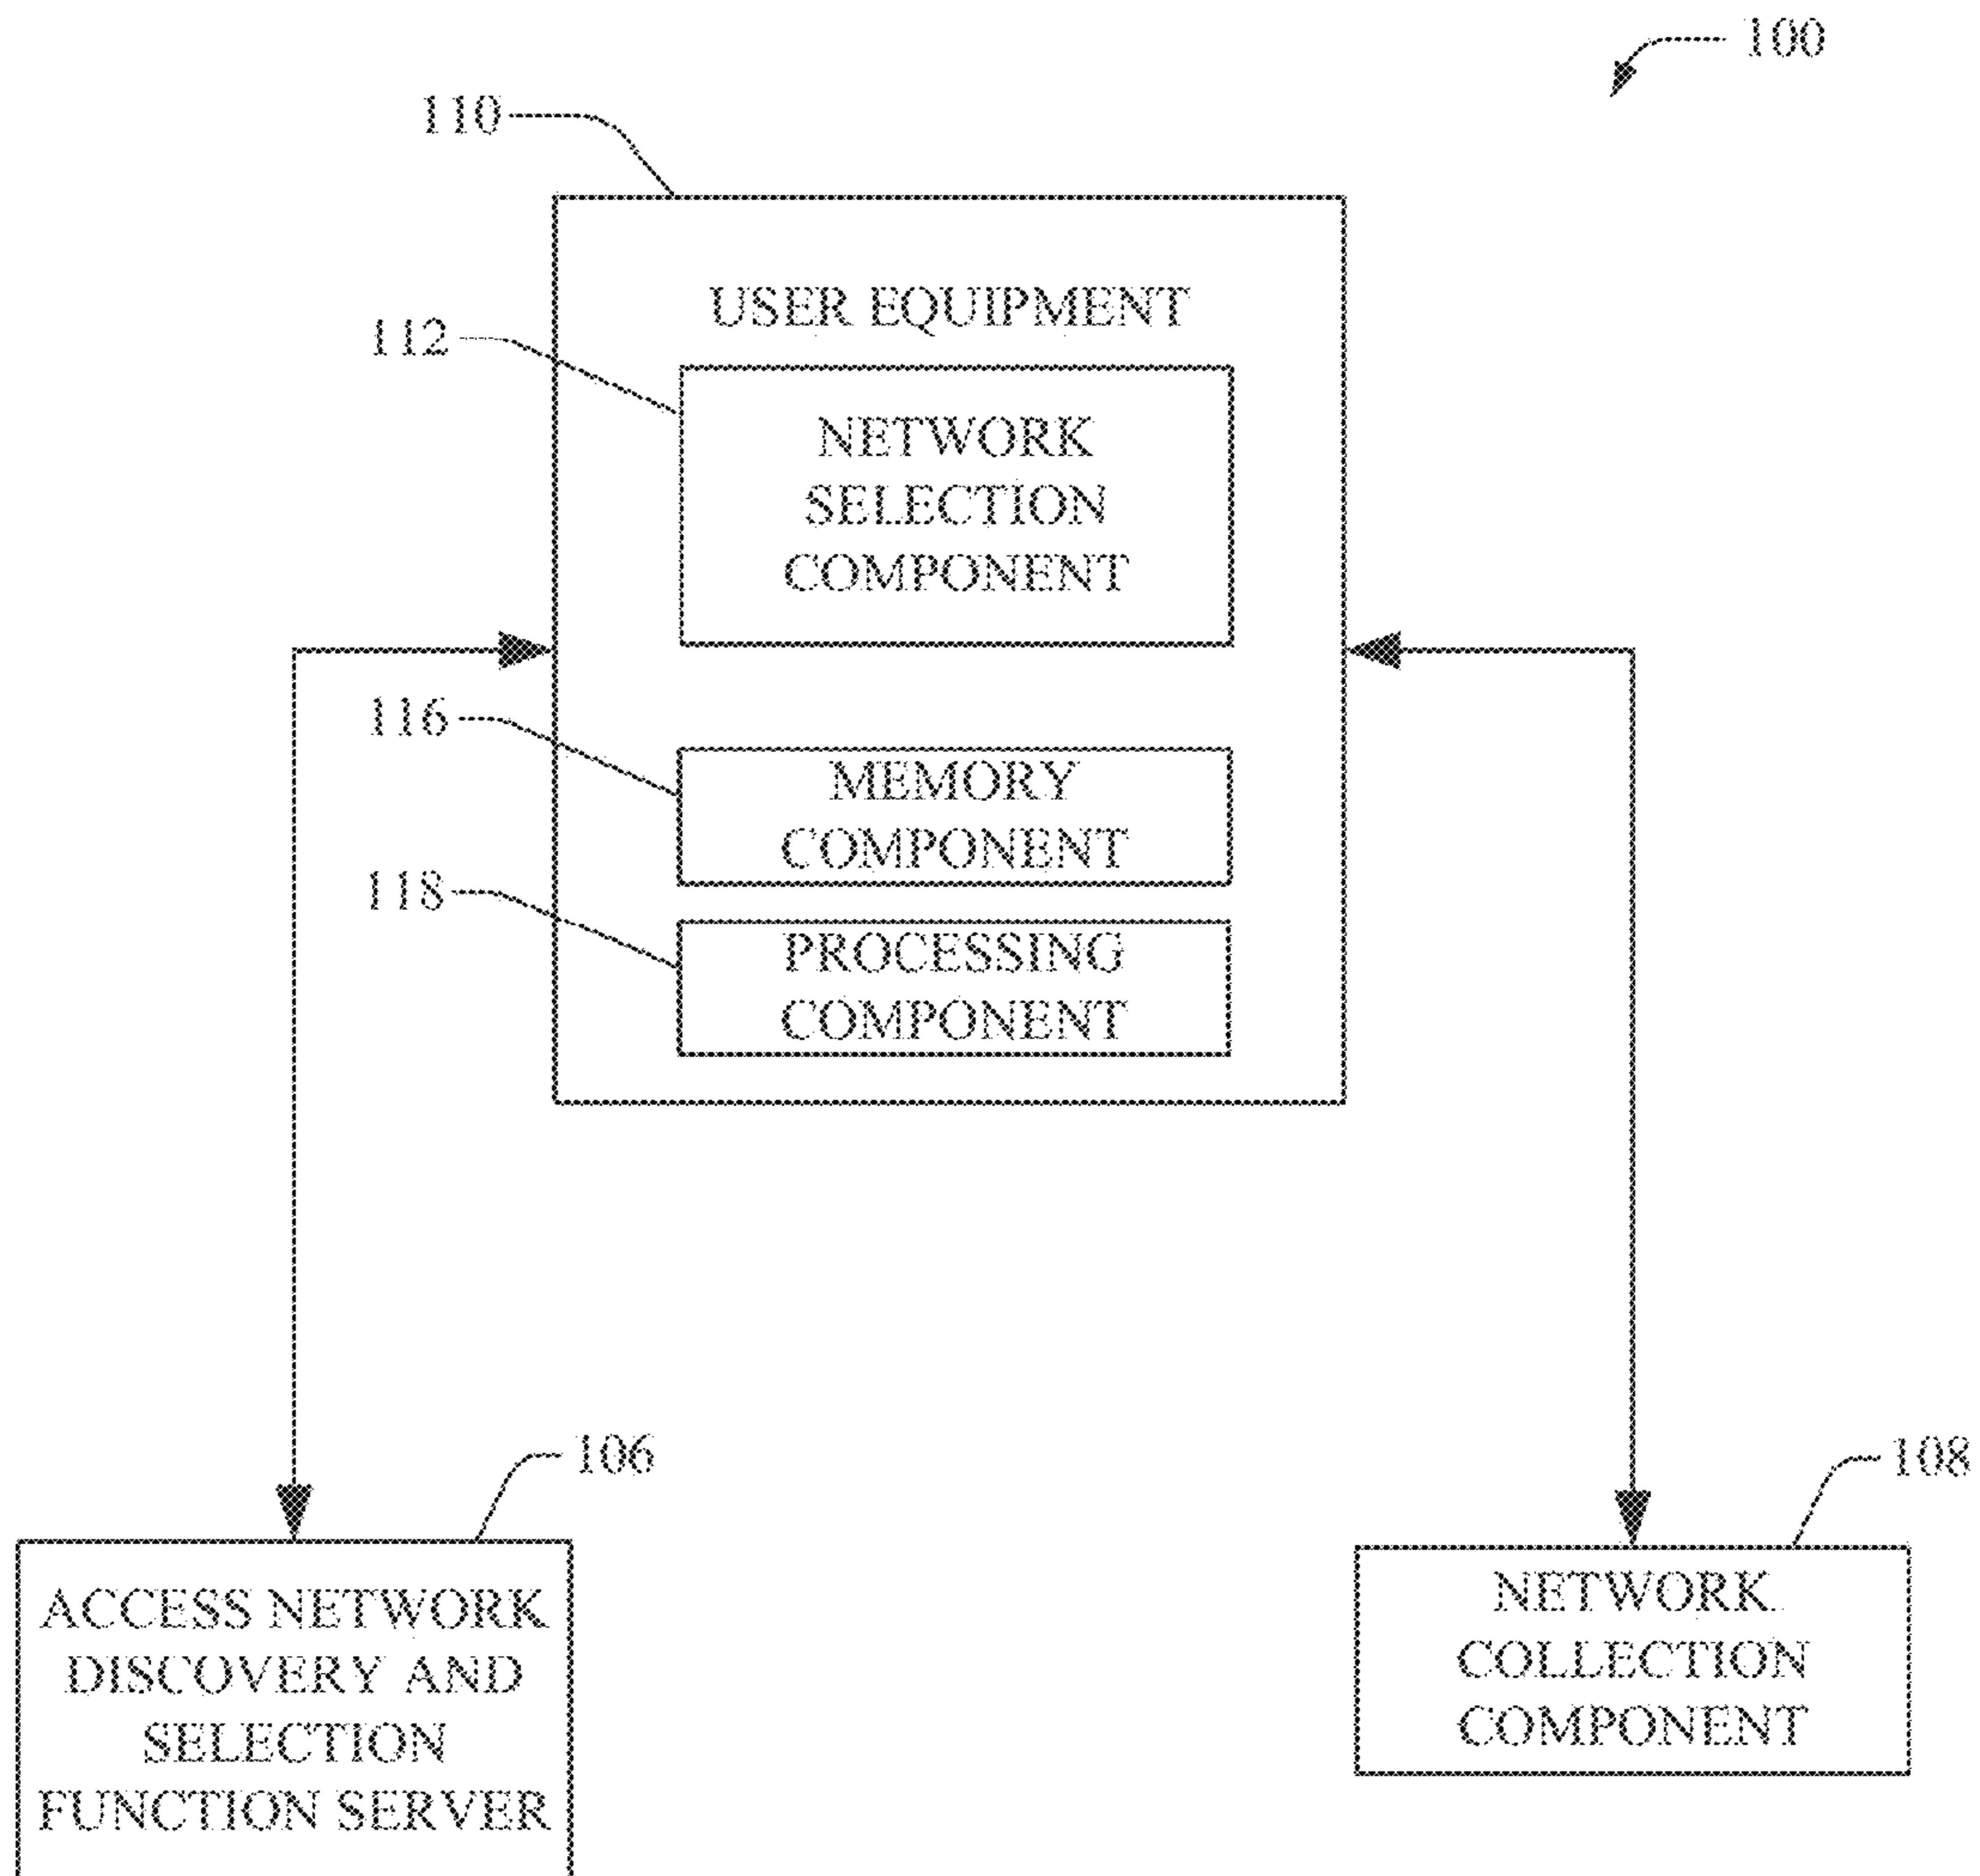 100
110
USER EQUIPMENT
112
NETWORK
SELECTION
COMPONENT
116
MEMORY
COMPONENT
118
PROCESSING
COMPONENT
106
ACCESS NETWORK
DISCOVERY AND
SELECTION
FUNCTION SERVER
108
NETWORK
COLLECTION
COMPONENT